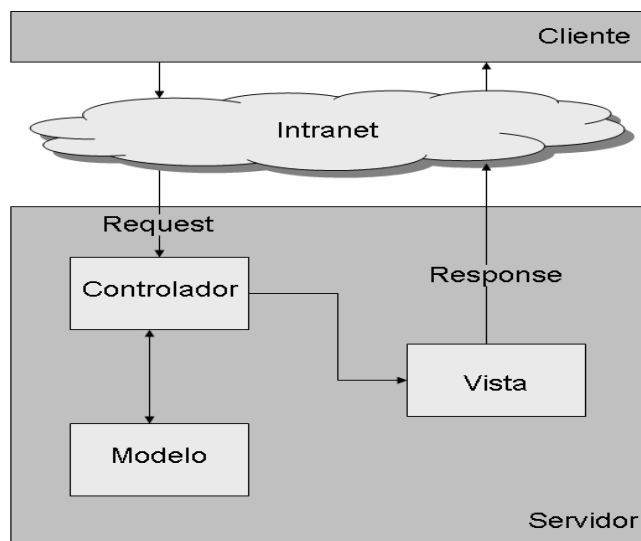 Cliente
Intranet
Request
Controlador
Response
Vista
Modelo
Servidor